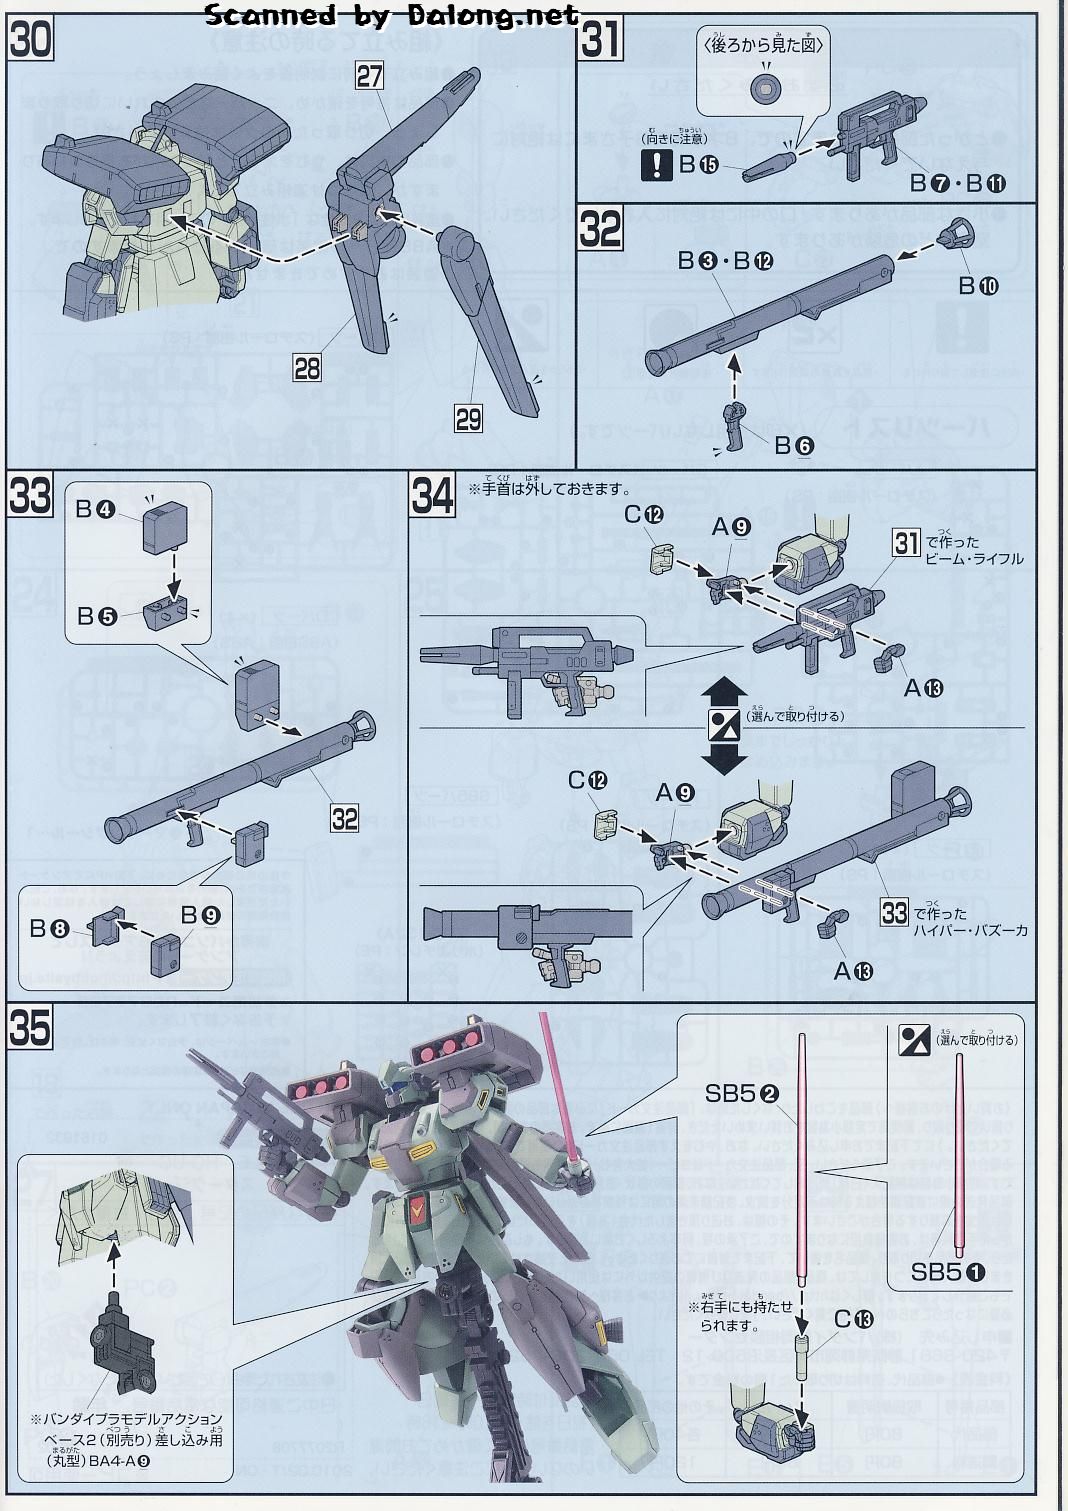 Scanned by Dalong.net
30
27
28
29
31
〈後ろから見た図〉
(向きに注意)
B15
B7・B11
32
B3・B12
B10
B6
33
B4
B5
32
B8
B9
34
※手首は外しておきます。
C12
A9
31 で作った
ビーム・ライフル
A13
(選んで取り付ける)
C12
A9
33 で作った
ハイパー・バズーカ
A13
35
(選んで取り付ける)
SB5 2
SB5 1
※右手にも持たせ
られます。
C13
※バンダイプラモデルアクション
ベース2(別売り)差し込み用
(丸型)BA4-A9